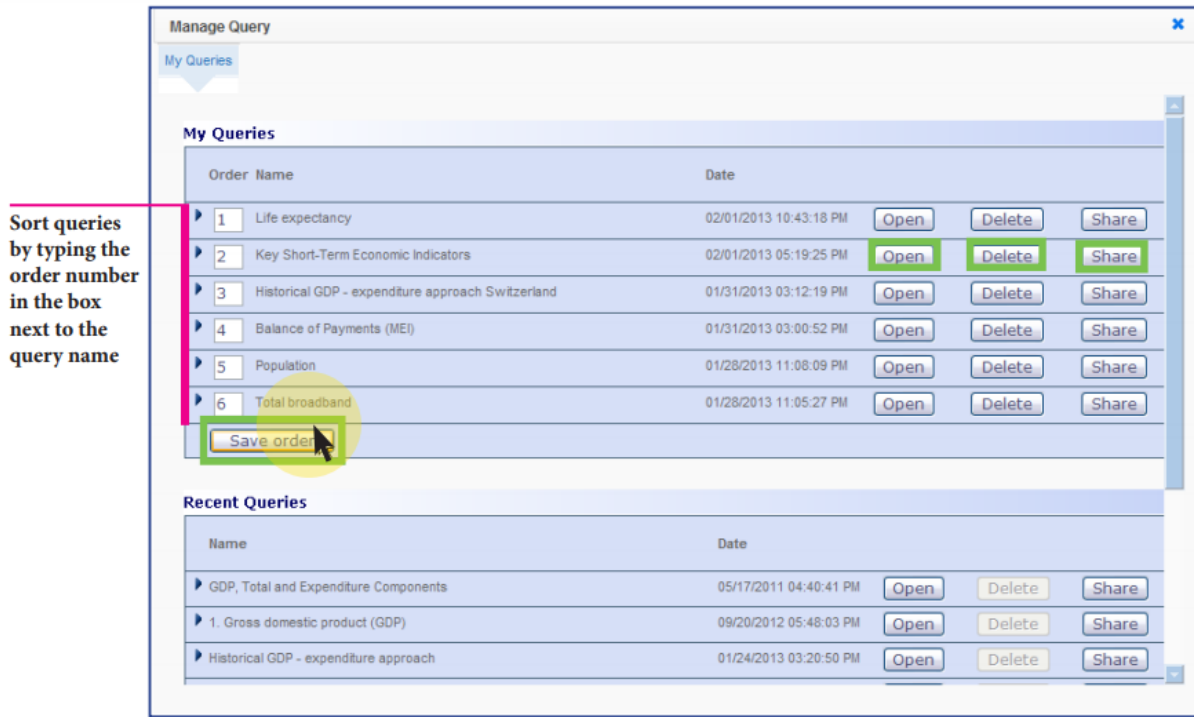 Manage Query
My Queries
My Queries
Order Name Date
1 Life expectancy 02/01/2013 10:43:18 PM Open Delete Share
2 Key Short-Term Economic Indicators 02/01/2013 05:19:25 PM Open Delete Share
3 Historical GDP - expenditure approach Switzerland 01/31/2013 03:12:19 PM Open Delete Share
4 Balance of Payments (MEI) 01/31/2013 03:00:52 PM Open Delete Share
5 Population 01/28/2013 11:08:09 PM Open Delete Share
6 Total broadband 01/28/2013 11:05:27 PM Open Delete Share
Save order
Sort queries
by typing the
order number
in the box
next to the
query name
Recent Queries
Name Date
GDP, Total and Expenditure Components 05/17/2011 04:40:41 PM Open Delete Share
1. Gross domestic product (GDP) 09/20/2012 05:48:03 PM Open Delete Share
Historical GDP - expenditure approach 01/24/2013 03:20:50 PM Open Delete Share